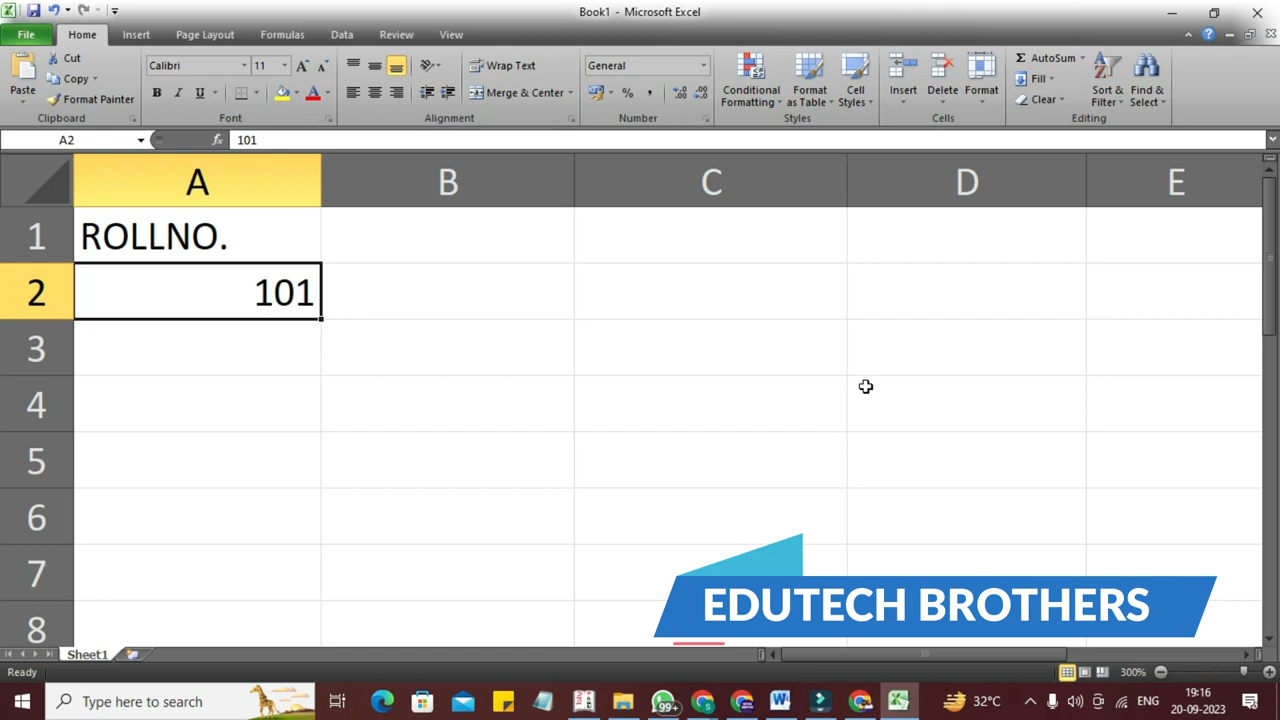 Book1 - Microsoft Excel
File Home Insert Page Layout Formulas Data Review View
Paste
Cut
Copy
Format Painter
Clipboard
Calibri 11
B I U
Font
Wrap Text
Merge & Center
Alignment
General
Number
Conditional Formatting
Format as Table
Cell Styles
Styles
Insert
Delete
Format
Cells
AutoSum
Fill
Clear
Sort & Filter
Find & Select
Editing
A2 fx 101
A B C D E
1 ROLLNO.
2 101
3
4
5
6
7
8
EDUTECH BROTHERS
Sheet1
Ready 300%
Type here to search 99+ 32°C ENG 19:16
20-09-2023